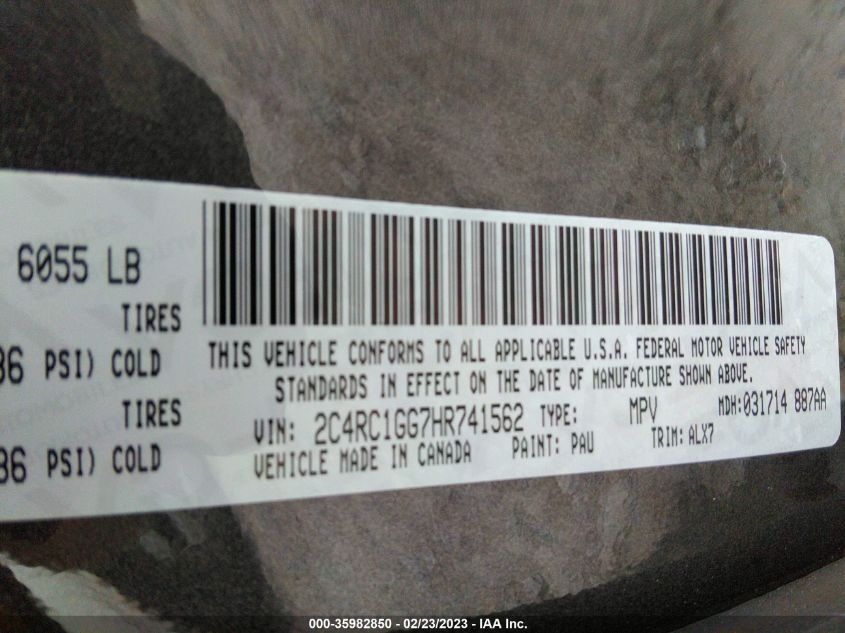 6055 LB
TIRES
36 PSI) COLD
TIRES
36 PSI) COLD
THIS VEHICLE CONFORMS TO ALL APPLICABLE U.S.A. FEDERAL MOTOR VEHICLE SAFETY
STANDARDS IN EFFECT ON THE DATE OF MANUFACTURE SHOWN ABOVE.
VIN: 2C4RC1GG7HR741562 TYPE: MPV MDH:031714 887AA
VEHICLE MADE IN CANADA PAINT: PAU TRIM: ALX7
000-35982850 - 02/23/2023 - IAA Inc.